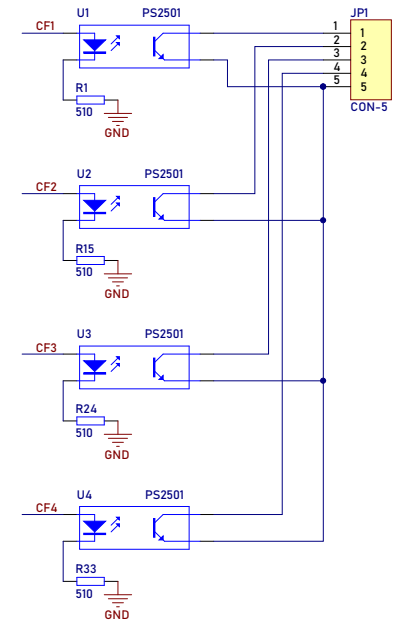 U1 PS2501 JP1
CF1
1 1
2 2
3 3
4 4
5 5
CON-5
R1
510
GND
U2 PS2501
CF2
R15
510
GND
U3 PS2501
CF3
R24
510
GND
U4 PS2501
CF4
R33
510
GND